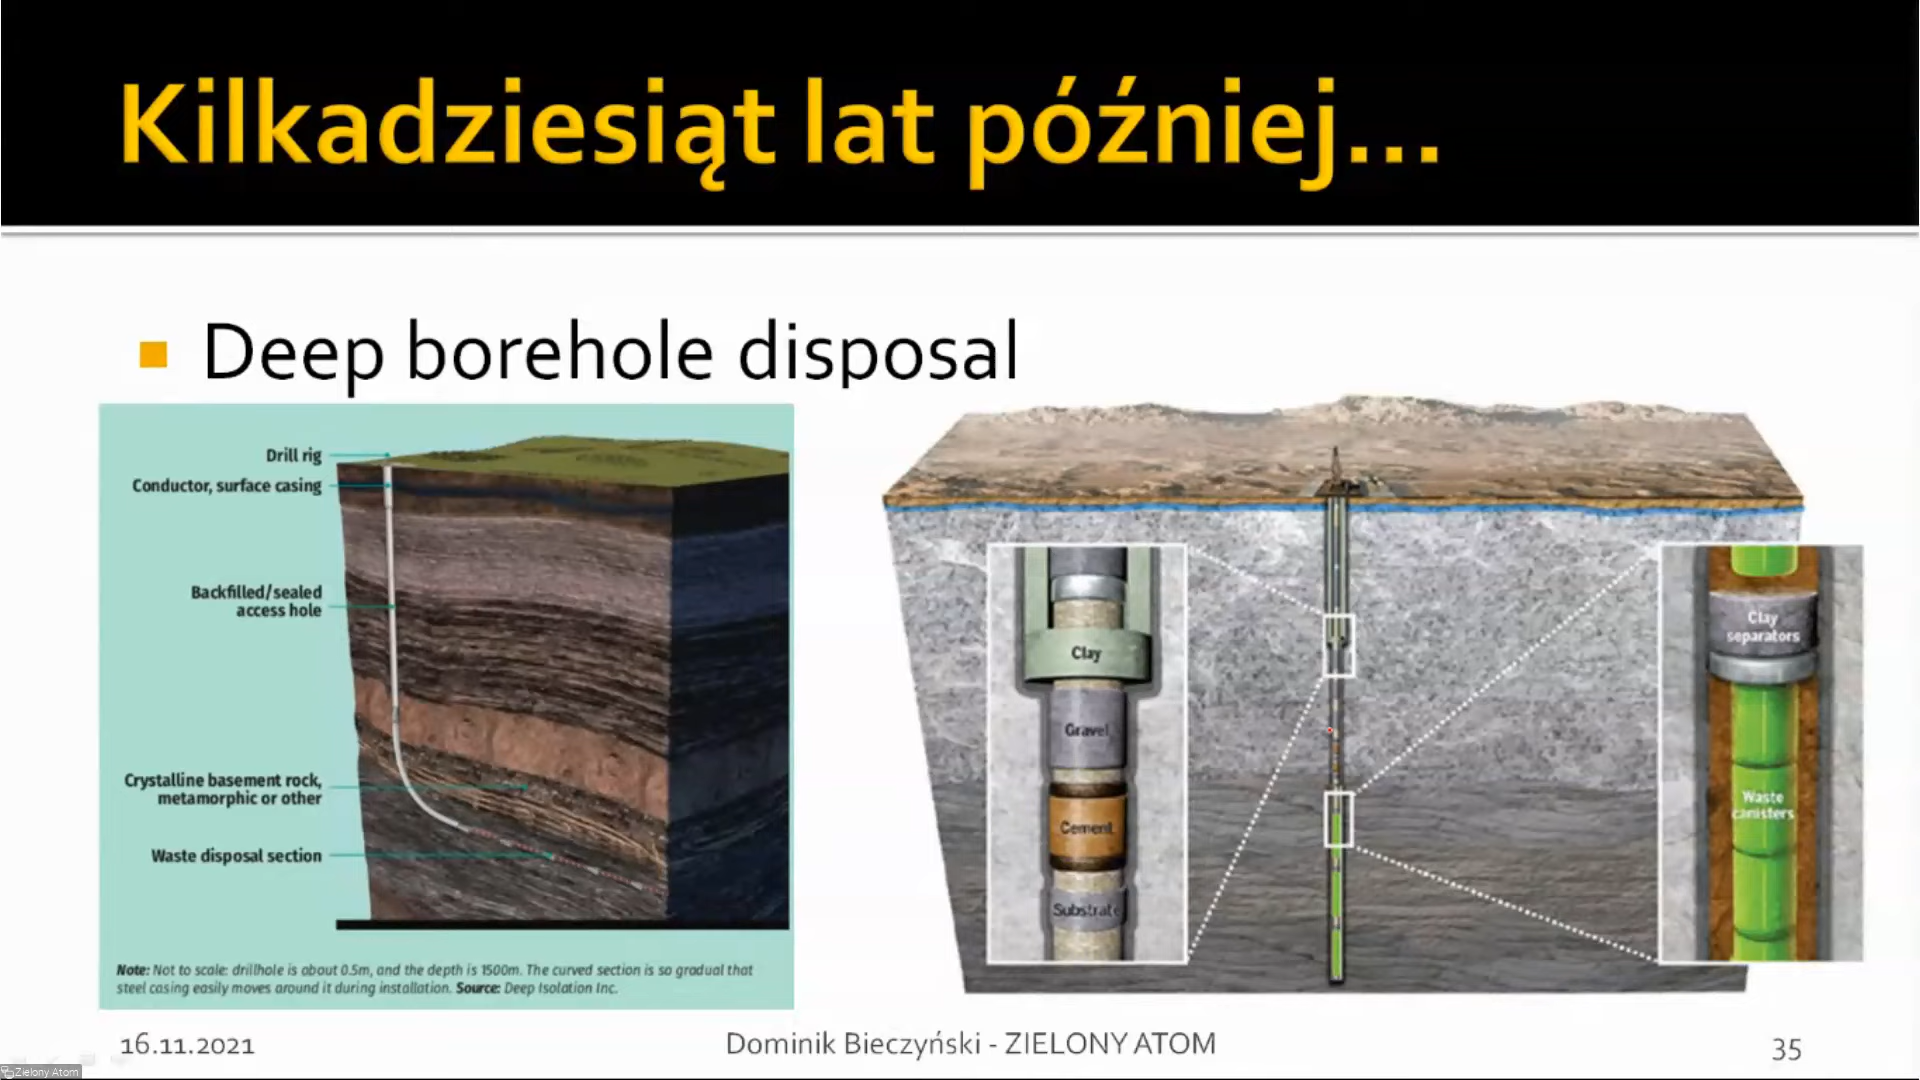 Kilkadziesiąt lat później...
Deep borehole disposal
Drill rig
Conductor, surface casing
Backfilled/sealed
access hole
Crystalline basement rock,
metamorphic or other
Waste disposal section
Note: Not to scale: drillhole is about 0.5m, and the depth is 1500m. The curved section is so gradual that
steel casing easily moves around it during installation. Source: Deep Isolation Inc.
Clay
Gravel
Cement
Substrate
Clay
separators
Waste
canisters
16.11.2021
Dominik Bieczyński - ZIELONY ATOM
35
Zielony Atom